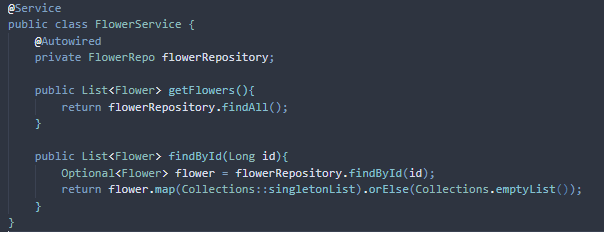 @Service
public class FlowerService {
    @Autowired
    private FlowerRepo flowerRepository;

    public List<Flower> getFlowers(){
        return flowerRepository.findAll();
    }

    public List<Flower> findById(Long id){
        Optional<Flower> flower = flowerRepository.findById(id);
        return flower.map(Collections::singletonList).orElse(Collections.emptyList());
    }
}